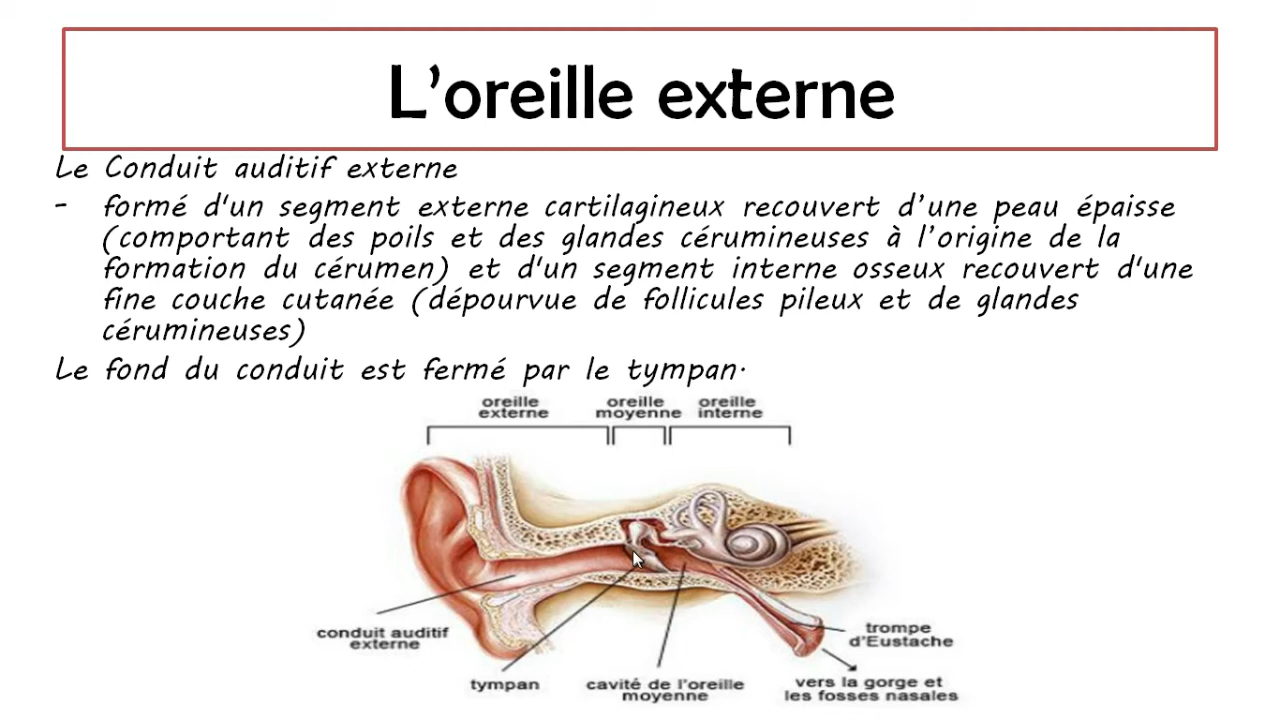 L’oreille externe
Le Conduit auditif externe
- formé d'un segment externe cartilagineux recouvert d’une peau épaisse
(comportant des poils et des glandes cérumineuses à l’origine de la
formation du cérumen) et d'un segment interne osseux recouvert d'une
fine couche cutanée (dépourvue de follicules pileux et de glandes
cérumineuses)
Le fond du conduit est fermé par le tympan.
oreille
externe
oreille
moyenne
oreille
interne
conduit auditif
externe
tympan
cavité de l’oreille
moyenne
trompe
d’Eustache
vers la gorge et
les fosses nasales